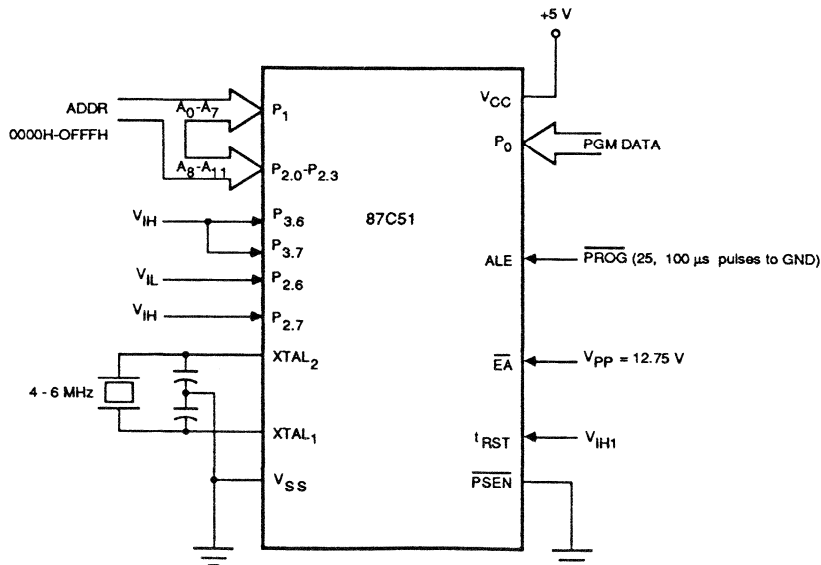 +5 V
ADDR
0000H-OFFFH
A0-A7
A8-A11
P1
P2.0-P2.3
VIH
P3.6
P3.7
VIL
P2.6
VIH
P2.7
4 - 6 MHz
XTAL2
XTAL1
VSS
87C51
VCC
P0
PGM DATA
ALE
PROG (25, 100 µs pulses to GND)
EA
VPP = 12.75 V
tRST
VIH1
PSEN